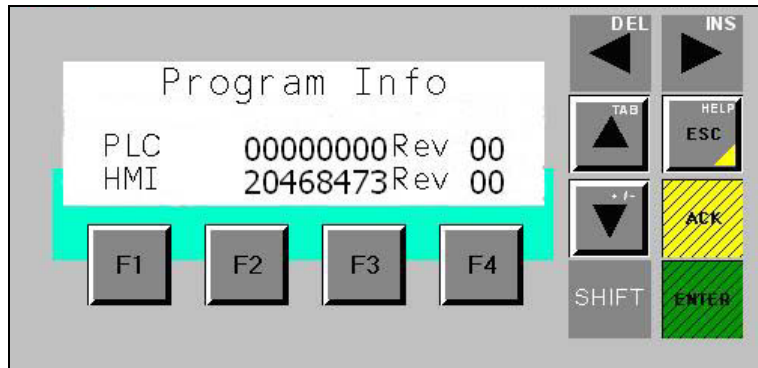 Program Info
PLC 00000000 Rev 00
HMI 20468473 Rev 00
F1 F2 F3 F4
DEL INS
TAB HELP
ESC
+/-
ACK
SHIFT ENTER